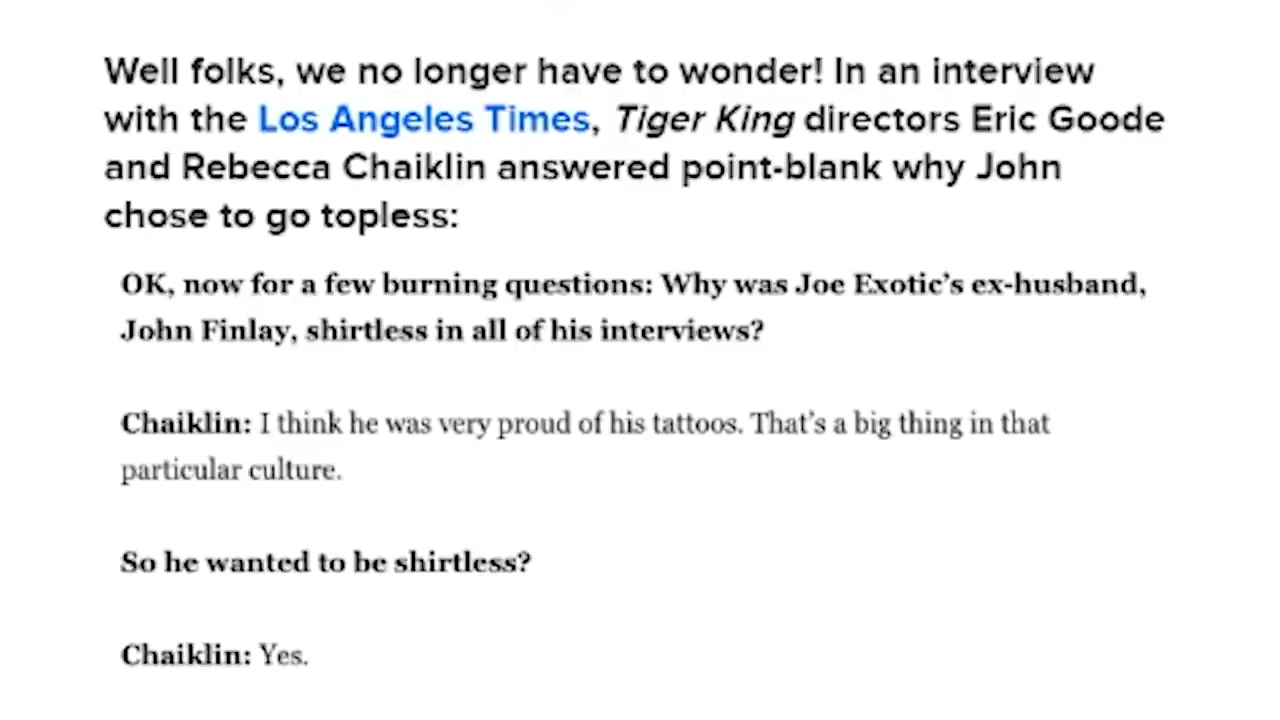 Well folks, we no longer have to wonder! In an interview
with the Los Angeles Times, Tiger King directors Eric Goode
and Rebecca Chaiklin answered point-blank why John
chose to go topless:
OK, now for a few burning questions: Why was Joe Exotic’s ex-husband,
John Finlay, shirtless in all of his interviews?
Chaiklin: I think he was very proud of his tattoos. That’s a big thing in that
particular culture.
So he wanted to be shirtless?
Chaiklin: Yes.